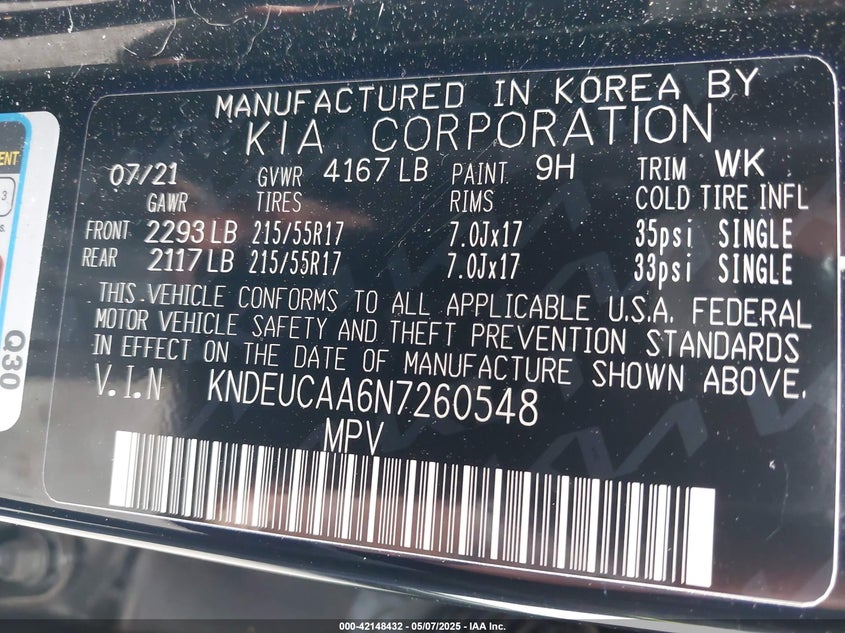 MANUFACTURED IN KOREA BY
KIA CORPORATION
07/21 GVWR 4167 LB PAINT 9H TRIM WK
GAWR TIRES RIMS COLD TIRE INFL
FRONT 2293 LB 215/55R17 7.0Jx17 35psi SINGLE
REAR 2117 LB 215/55R17 7.0Jx17 33psi SINGLE
THIS VEHICLE CONFORMS TO ALL APPLICABLE U.S.A. FEDERAL
MOTOR VEHICLE SAFETY AND THEFT PREVENTION STANDARDS
IN EFFECT ON THE DATE OF MANUFACTURE SHOWN ABOVE.
V.I.N KNDEUCAA6N7260548
MPV
Q30
3
000-42148432 - 05/07/2025 - IAA Inc.